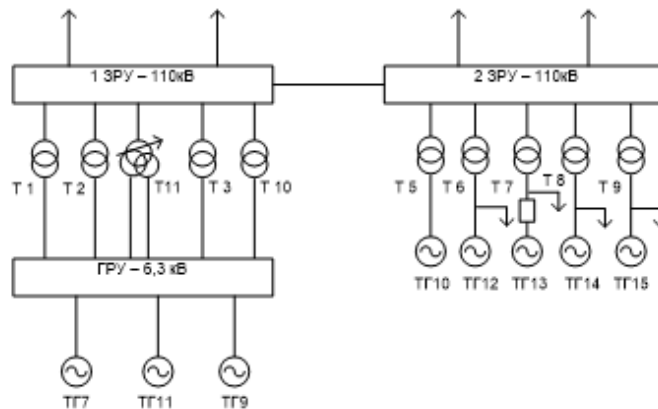 1 ЗРУ – 110кВ 2 ЗРУ – 110кВ
Т 1 Т 2 Т11 Т 3 Т 10 Т 5 Т 6 Т 7 Т 8 Т 9
ГРУ – 6,3 кВ
ТГ10 ТГ12 ТГ13 ТГ14 ТГ15
ТГ7 ТГ11 ТГ9